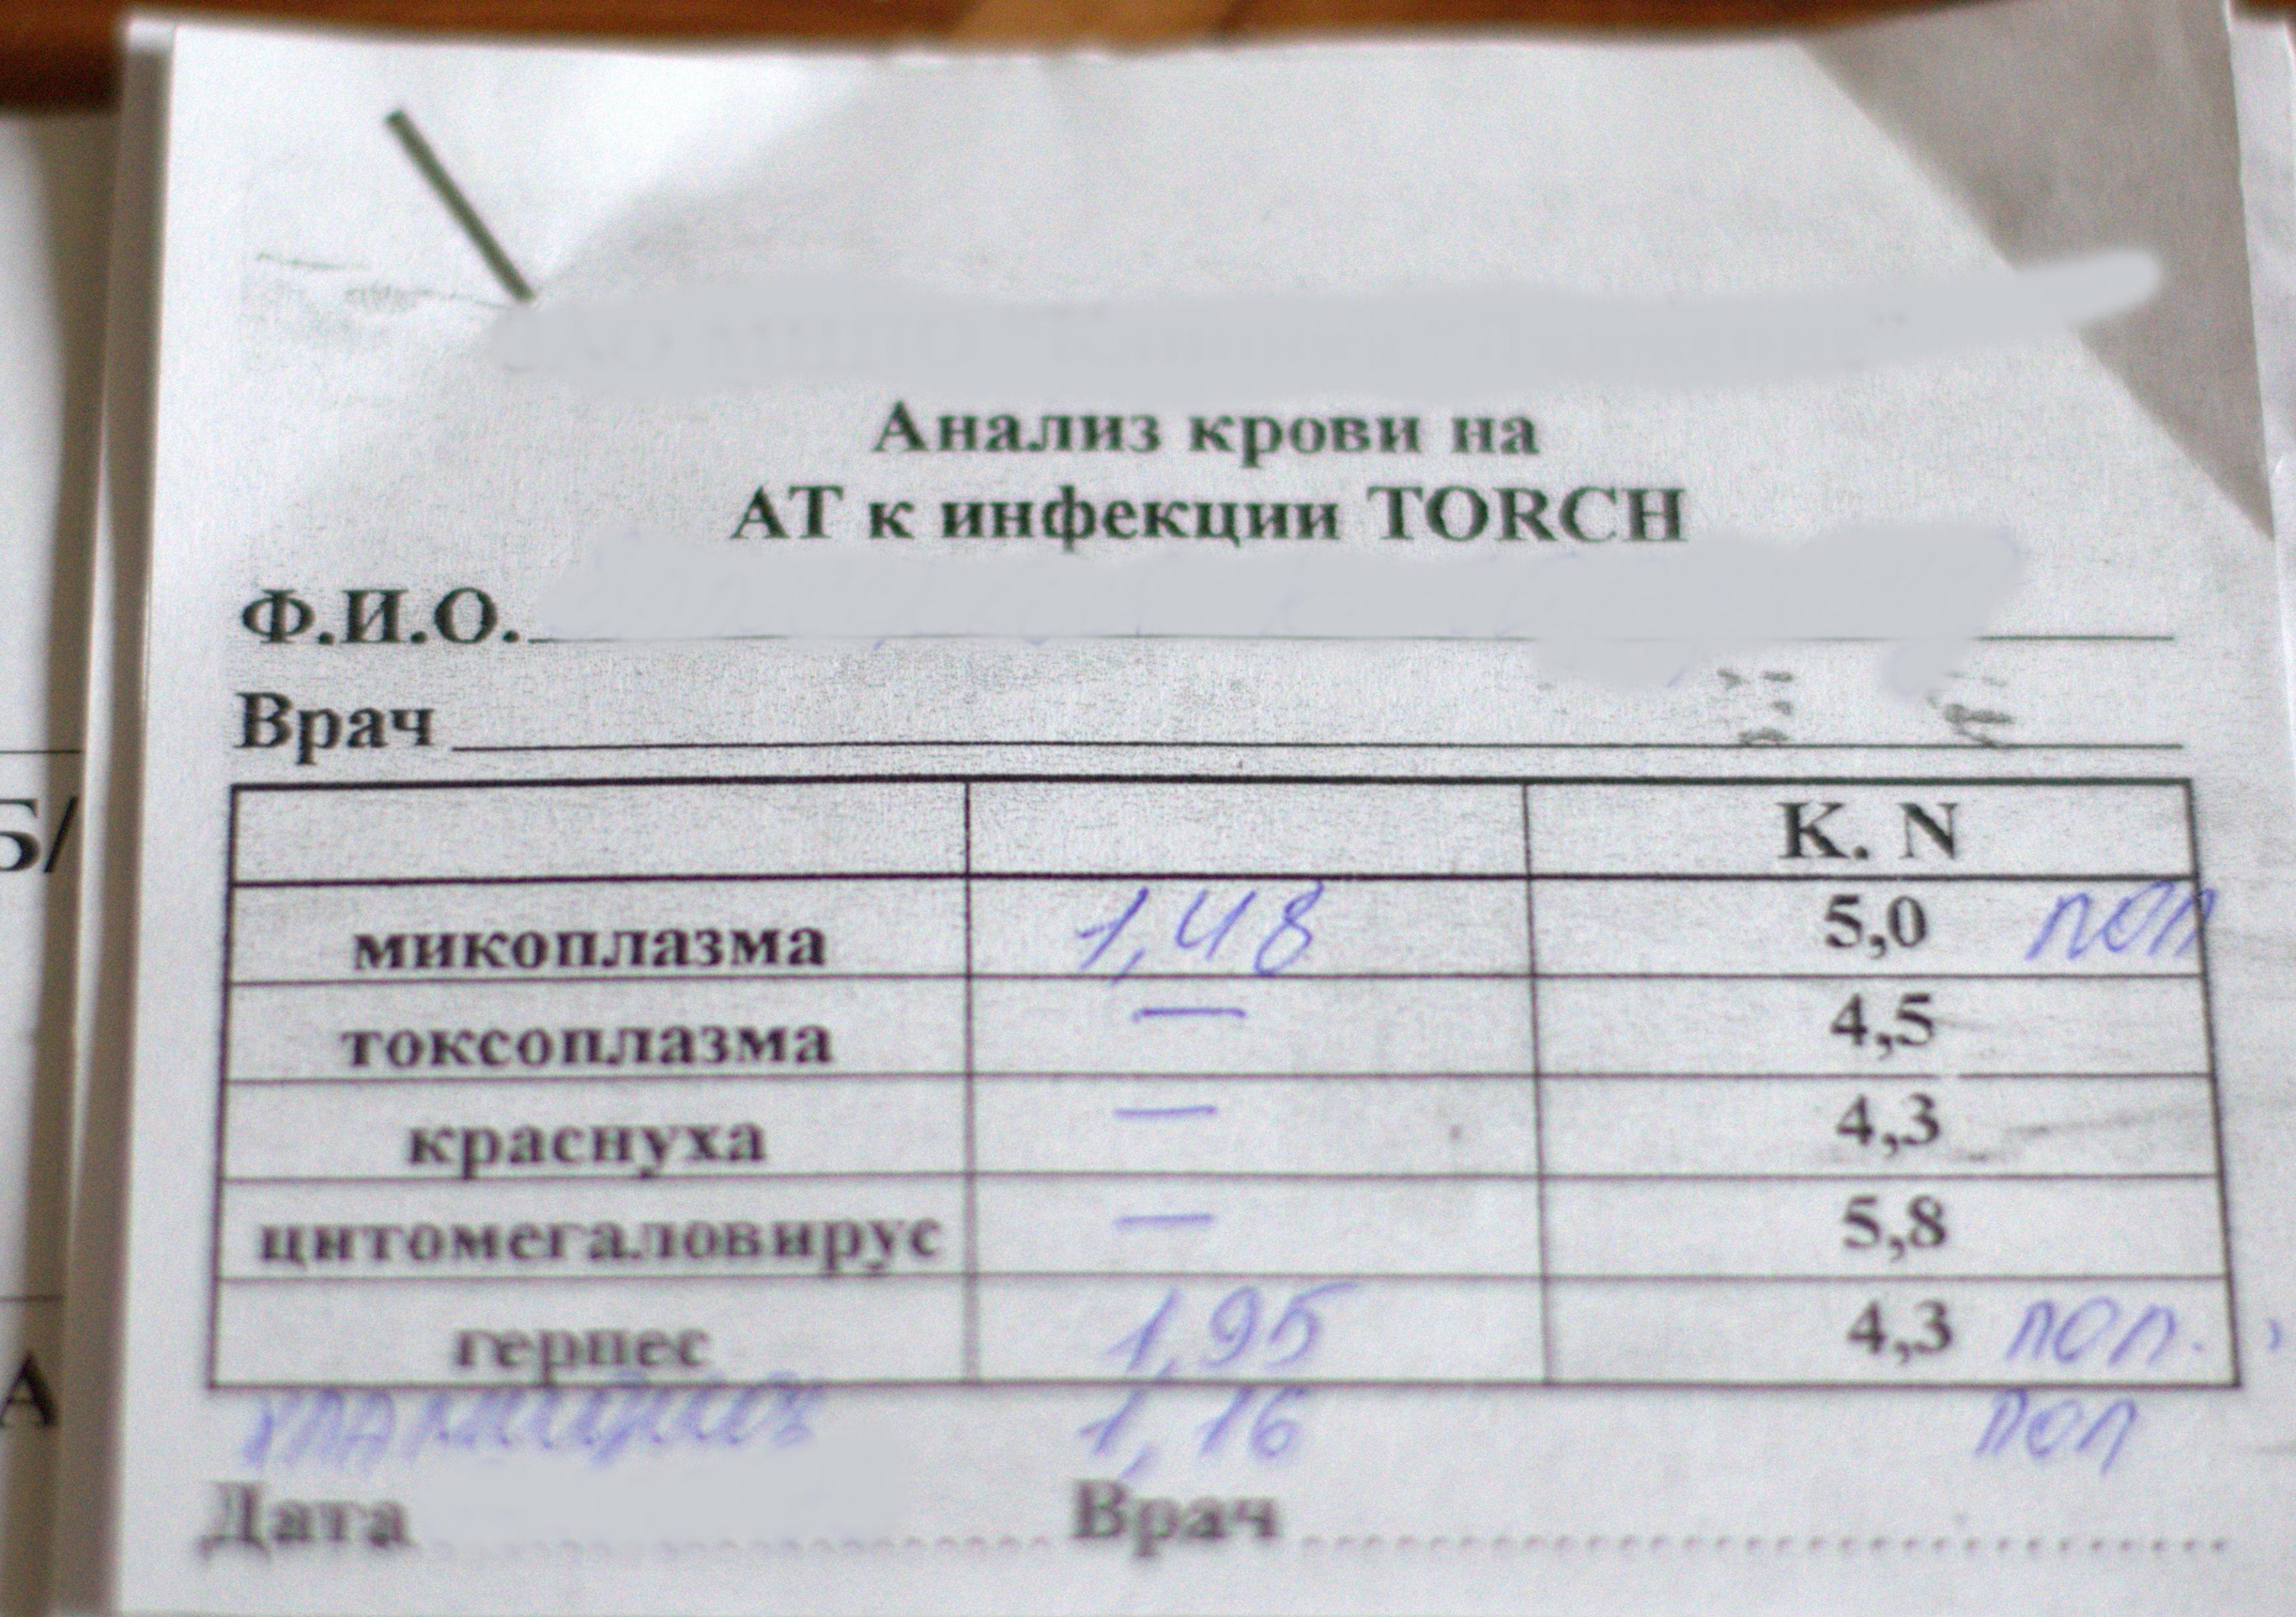 Анализ крови на
АТ к инфекции TORCH
Ф.И.О.
Врач
К. N
микоплазма 1,48 5,0 пол
токсоплазма — 4,5
краснуха — 4,3
цитомегаловирус — 5,8
герпес 1,95 4,3 пол.
хламидиоз 1,16 пол
Дата Врач
Б/
А